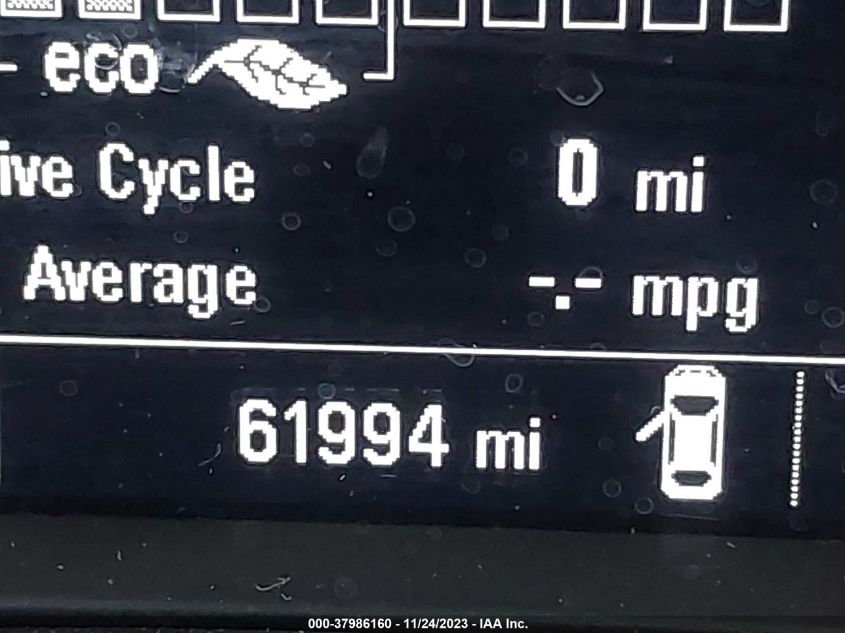 eco
ive Cycle 0 mi
Average -.- mpg
61994 mi
000-37986160 - 11/24/2023 - IAA Inc.